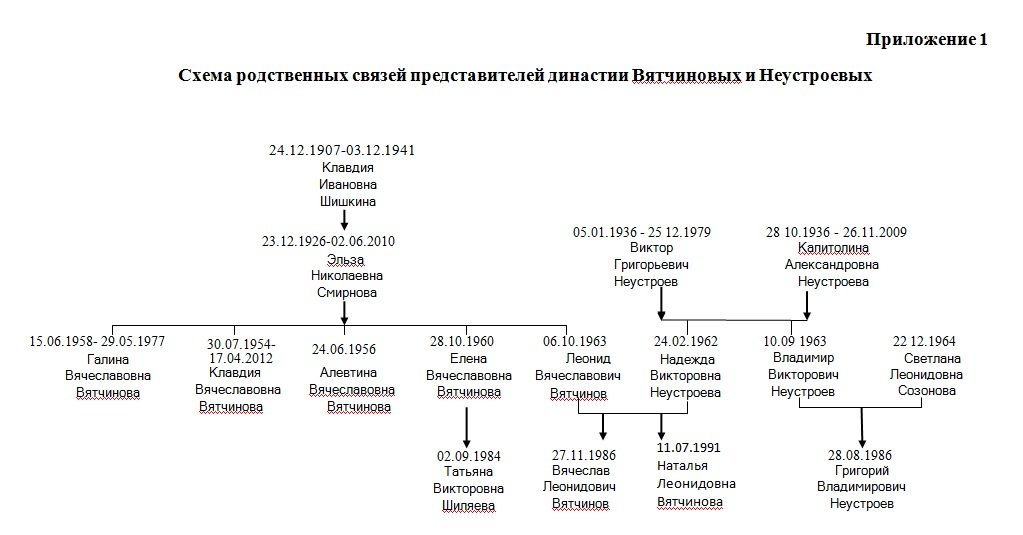 Приложение 1
Схема родственных связей представителей династии Вятчиновых и Неустроевых
24.12.1907-03.12.1941
Клавдия
Ивановна
Шишкина
23.12.1926-02.06.2010
Эльза
Николаевна
Смирнова
05.01.1936 - 25 12.1979
Виктор
Григорьевич
Неустроев
28 10.1936 - 26.11.2009
Капитолина
Александровна
Неустроева
15.06.1958- 29.05.1977
Галина
Вячеславовна
Вятчинова
30.07.1954-
17.04.2012
Клавдия
Вячеславовна
Вятчинова
24.06.1956
Алевтина
Вячеславовна
Вятчинова
28.10.1960
Елена
Вячеславовна
Вятчинова
06.10.1963
Леонид
Вячеславович
Вятчинов
24.02.1962
Надежда
Викторовна
Неустроева
10.09 1963
Владимир
Викторович
Неустроев
22 12.1964
Светлана
Леонидовна
Созонова
02.09.1984
Татьяна
Викторовна
Шиляева
27.11.1986
Вячеслав
Леонидович
Вятчинов
11.07.1991
Наталья
Леонидовна
Вятчинова
28.08.1986
Григорий
Владимирович
Неустроев